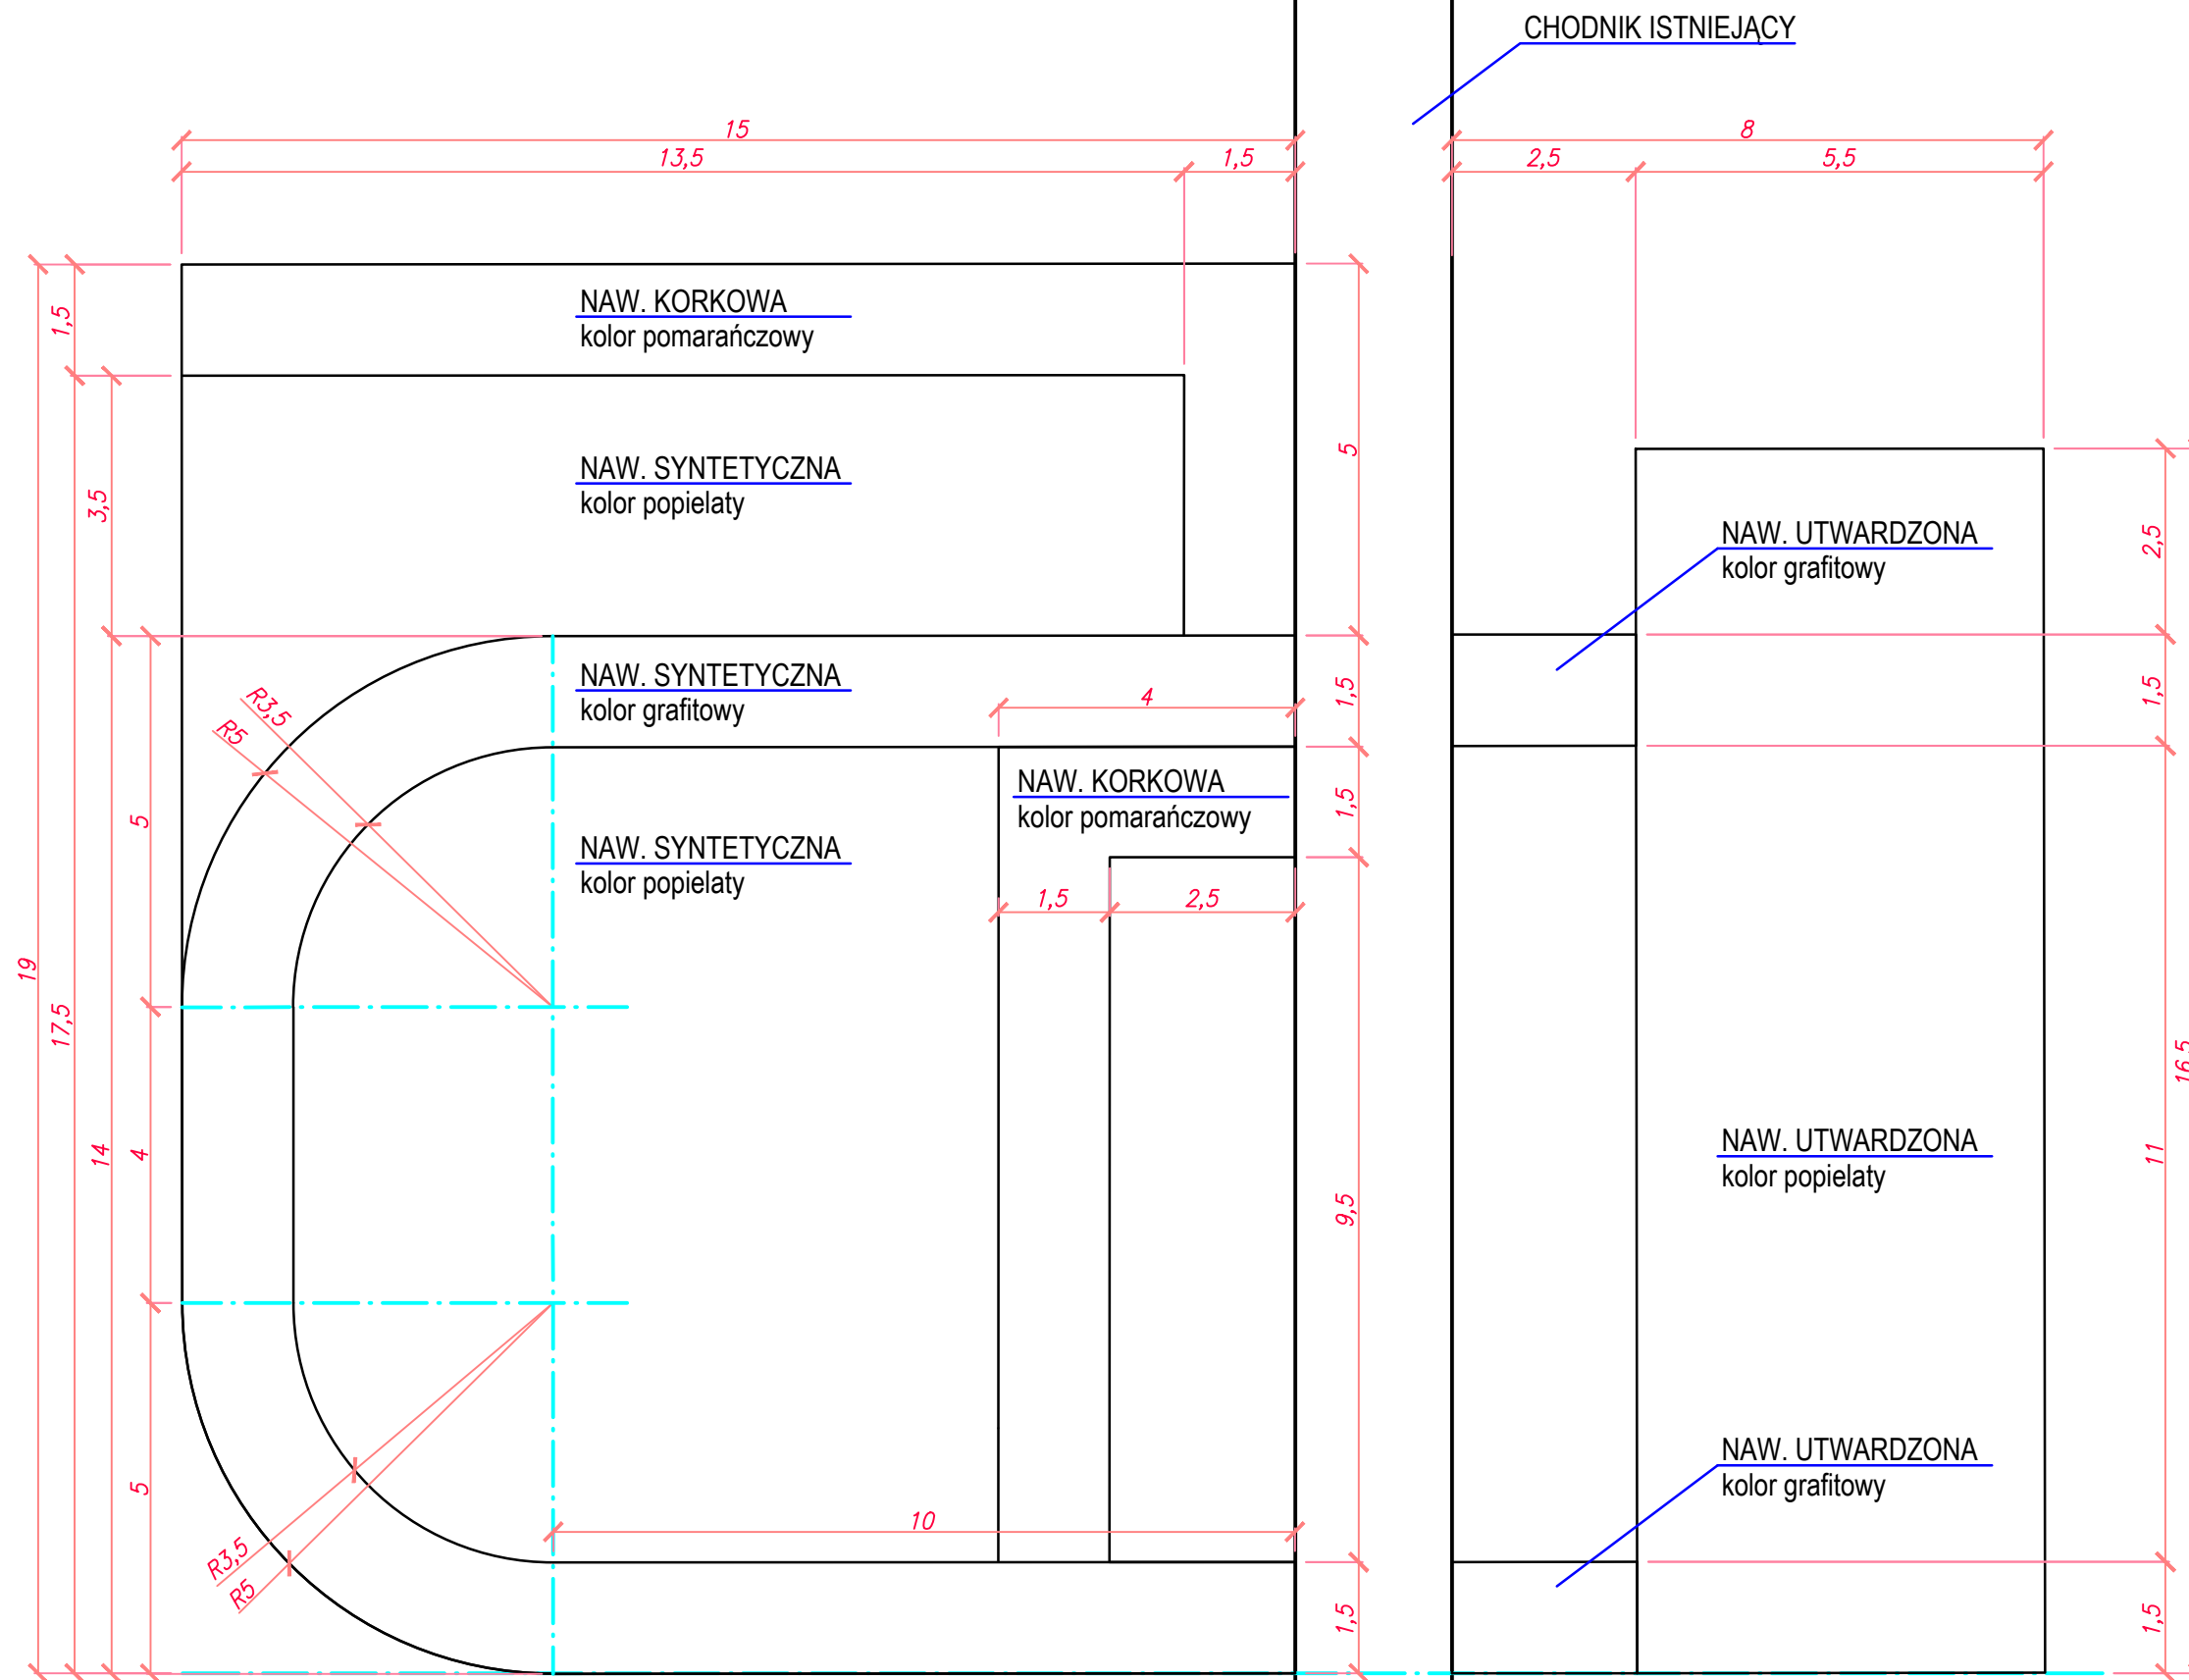 CHODNIK ISTNIEJĄCY
15
8
13,5
1,5
2,5
5,5
NAW. KORKOWA
kolor pomarańczowy
1,5
5
NAW. SYNTETYCZNA
kolor popielaty
3,5
NAW. UTWARDZONA
kolor grafitowy
2,5
NAW. SYNTETYCZNA
kolor grafitowy
4
1,5
1,5
R3,5
R5
NAW. KORKOWA
kolor pomarańczowy
1,5
5
NAW. SYNTETYCZNA
kolor popielaty
1,5
2,5
19
17,5
16,5
14
4
11
NAW. UTWARDZONA
kolor popielaty
9,5
5
NAW. UTWARDZONA
kolor grafitowy
10
R3,5
R5
1,5
1,5